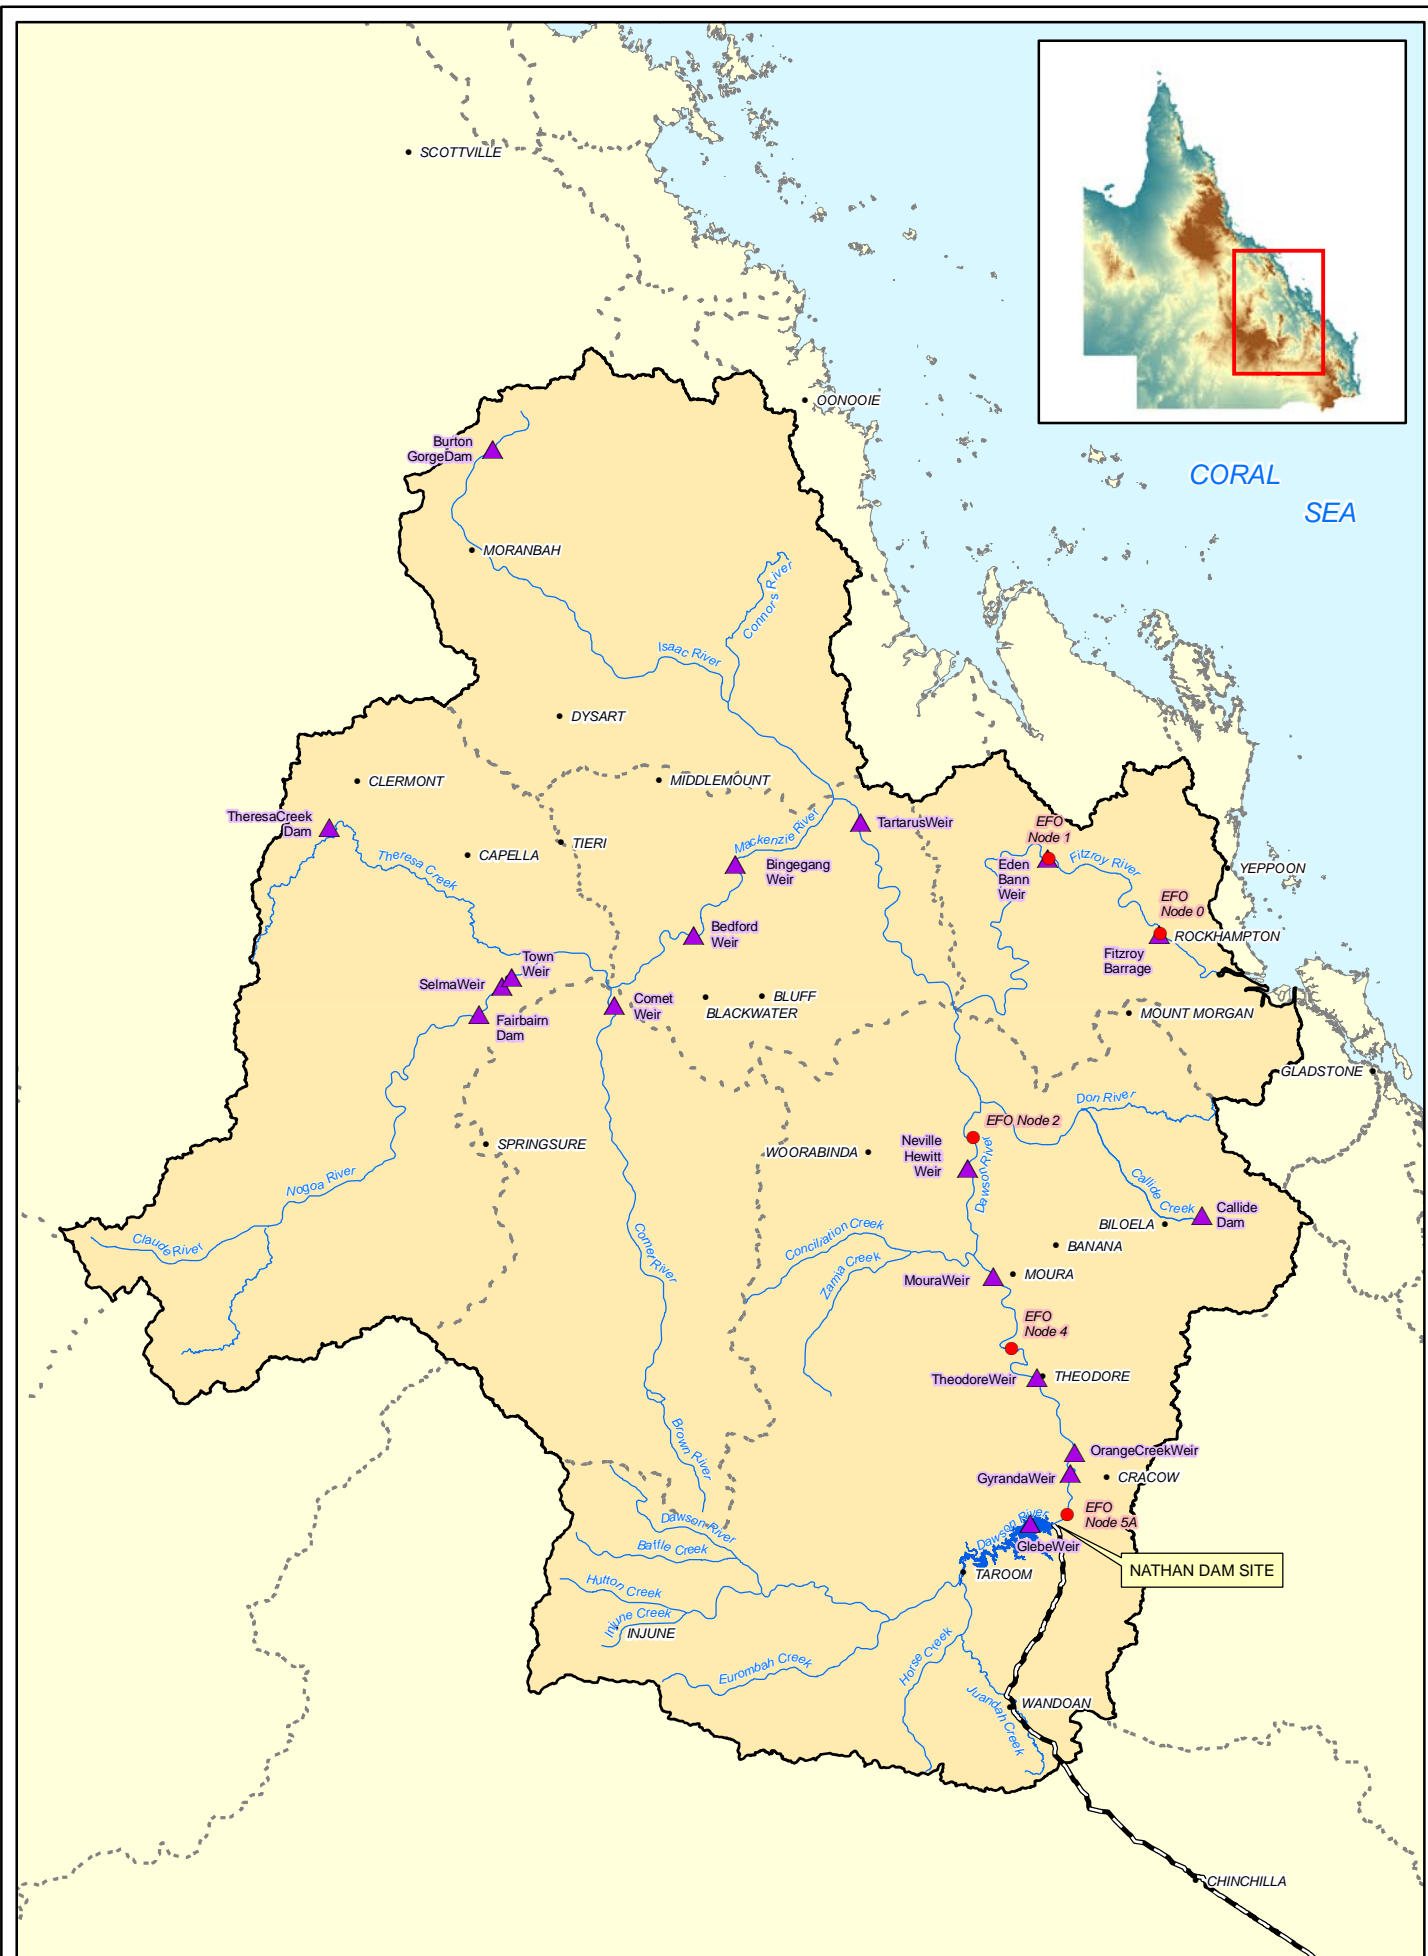 SCOTTVILLE
OONOOIE
CORAL
SEA
Burton
GorgeDam
MORANBAH
Connors River
Isaac River
DYSART
CLERMONT
MIDDLEMOUNT
TheresaCreek
Dam
TIERI
CAPELLA
Theresa Creek
Mackenzie River
TartarusWeir
Bingegang
Weir
EFO
Node 1
Eden
Bann
Weir
Fitzroy River
YEPPOON
EFO
Node 0
ROCKHAMPTON
Fitzroy
Barrage
Bedford
Weir
Town
Weir
SelmaWeir
Fairbairn
Dam
Comet
Weir
BLUFF
BLACKWATER
MOUNT MORGAN
GLADSTONE
Don River
EFO Node 2
Neville
Hewitt
Weir
WOORABINDA
Dawson River
SPRINGSURE
Nogoa River
Claude River
Comet River
Callide
Creek
Callide
Dam
BILOELA
BANANA
Conciliation Creek
Zamia Creek
MouraWeir
MOURA
EFO
Node 4
TheodoreWeir
THEODORE
Brown River
OrangeCreekWeir
GyrandaWeir
CRACOW
EFO
Node 5A
Dawson River
GlebeWeir
NATHAN DAM SITE
TAROOM
Dawson River
Baffle Creek
Hutton Creek
Injune Creek
INJUNE
Eurombah Creek
Horse Creek
Juandah Creek
WANDOAN
CHINCHILLA